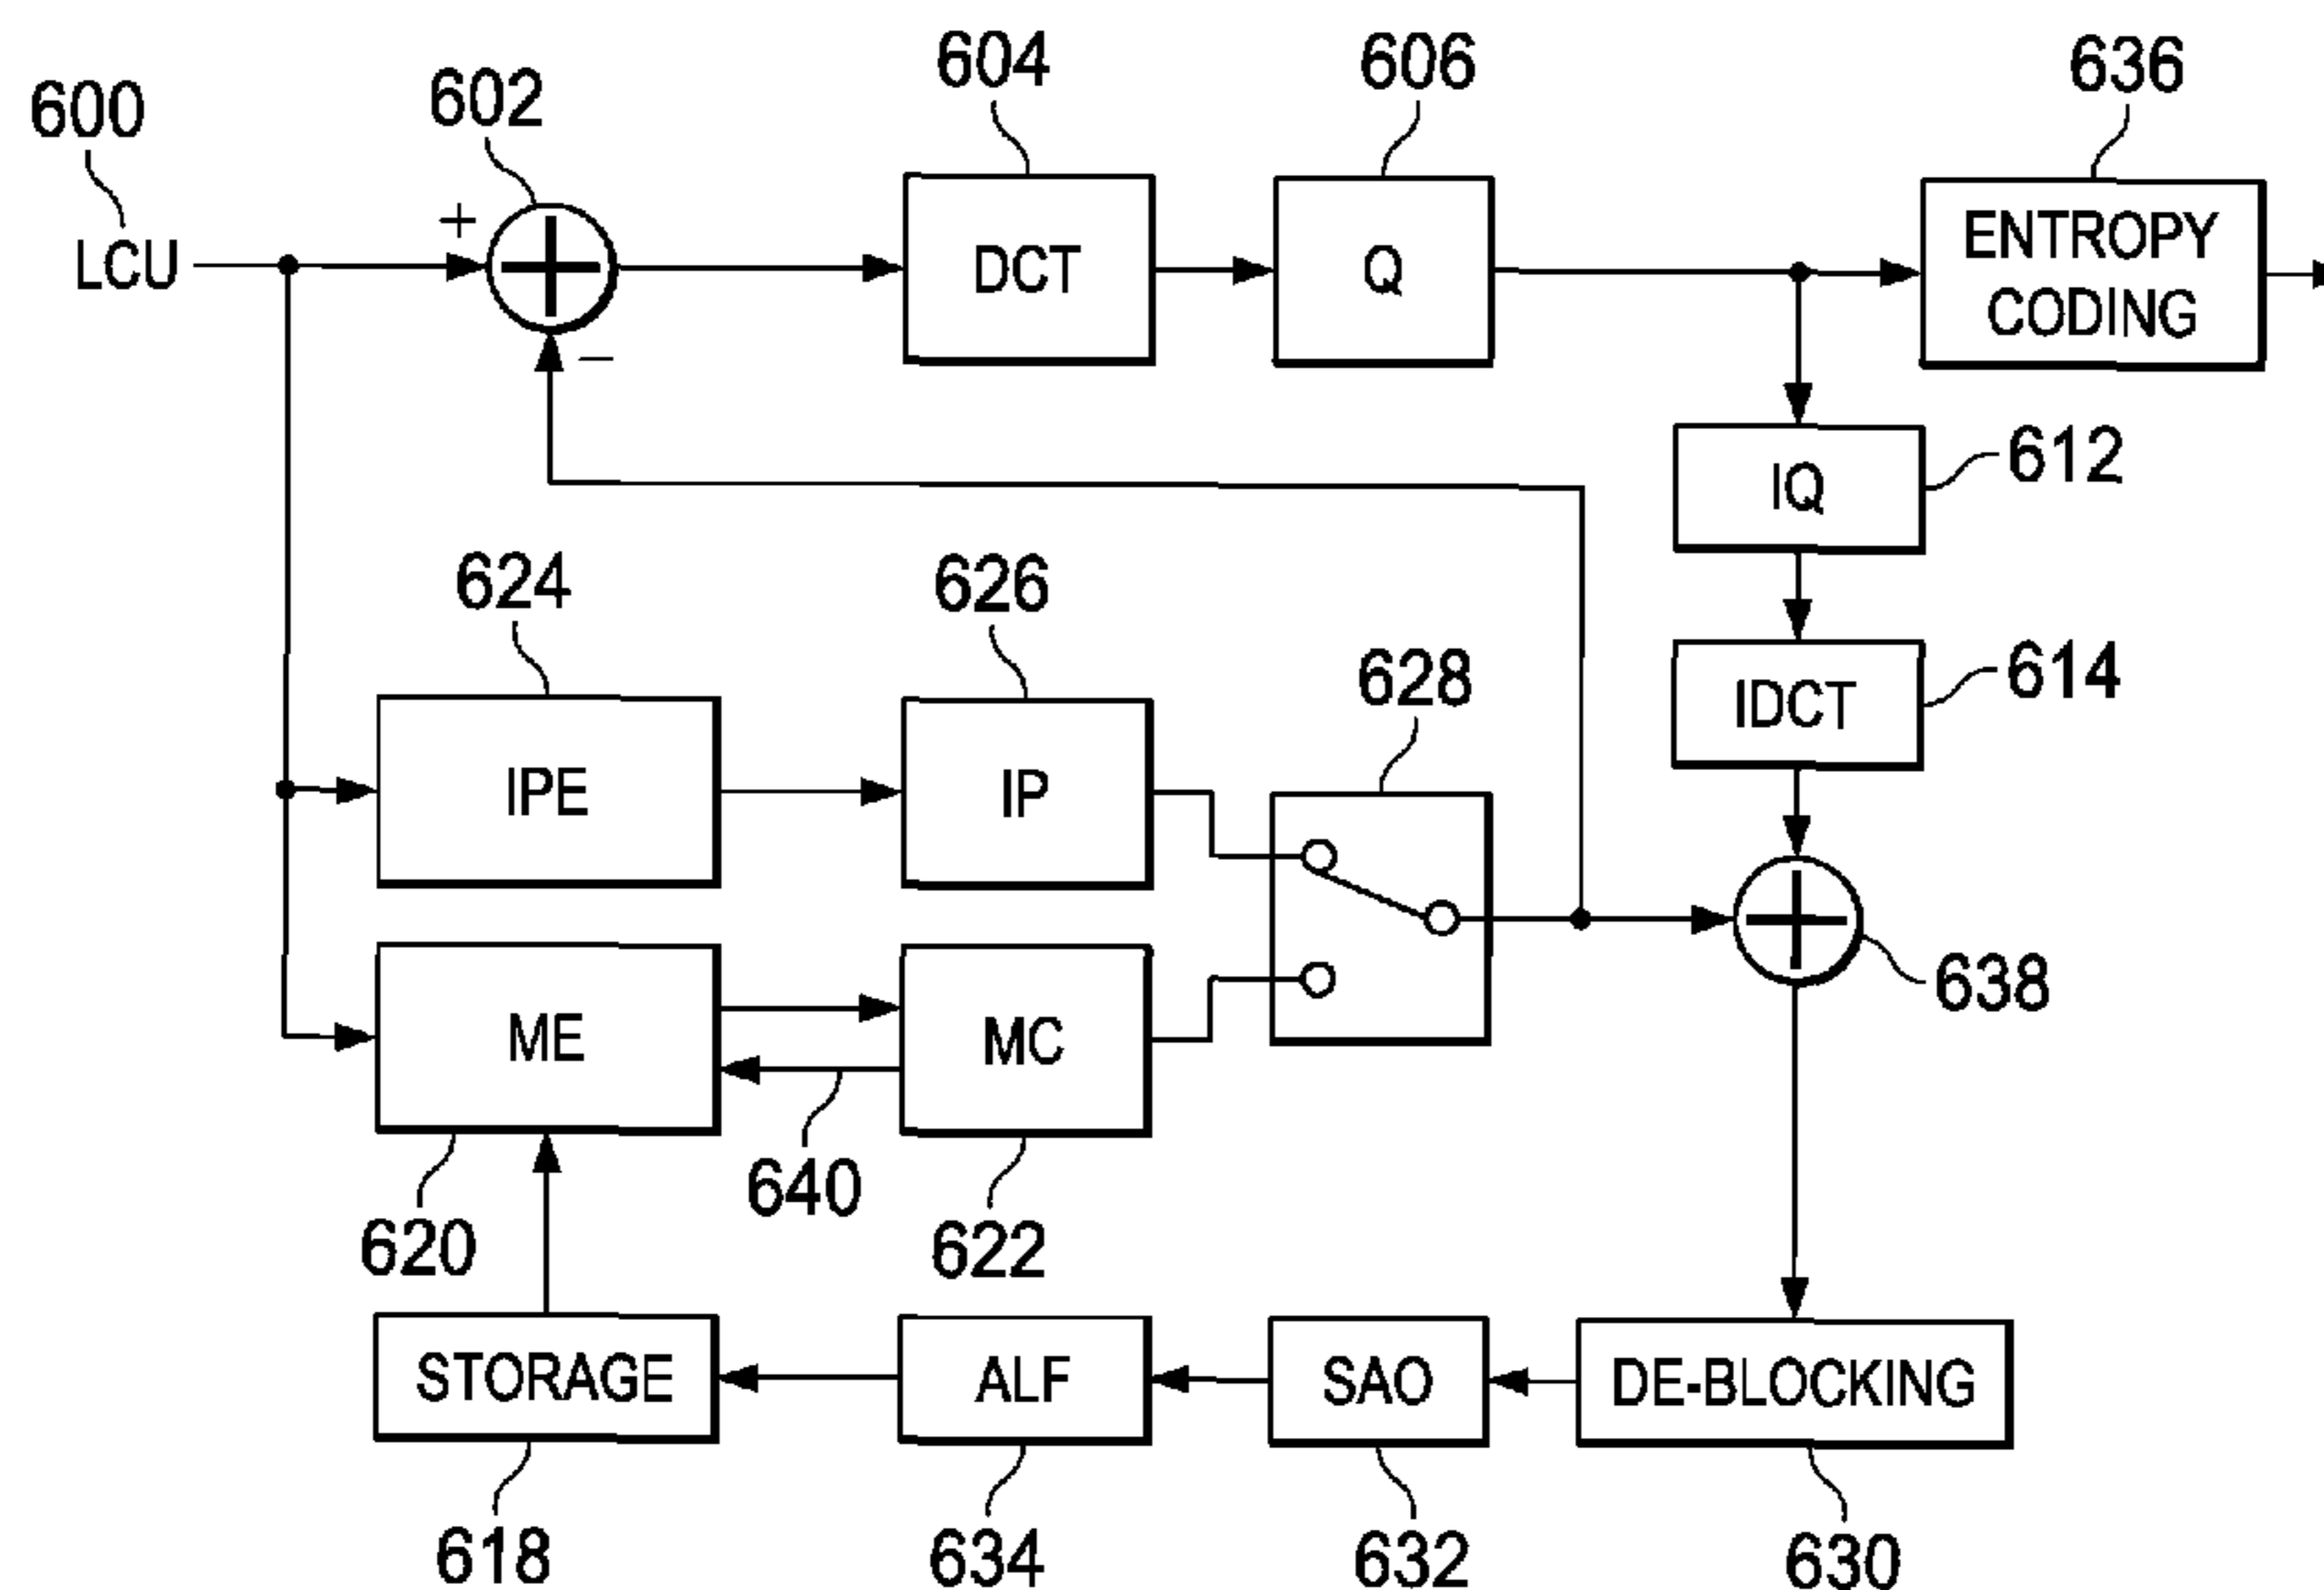 600
602
604
606
636
LCU
+
DCT
Q
ENTROPY
CODING
−
IQ
612
624
626
628
IDCT
614
IPE
IP
ME
MC
638
640
620
622
STORAGE
ALF
SAO
DE-BLOCKING
618
634
632
630